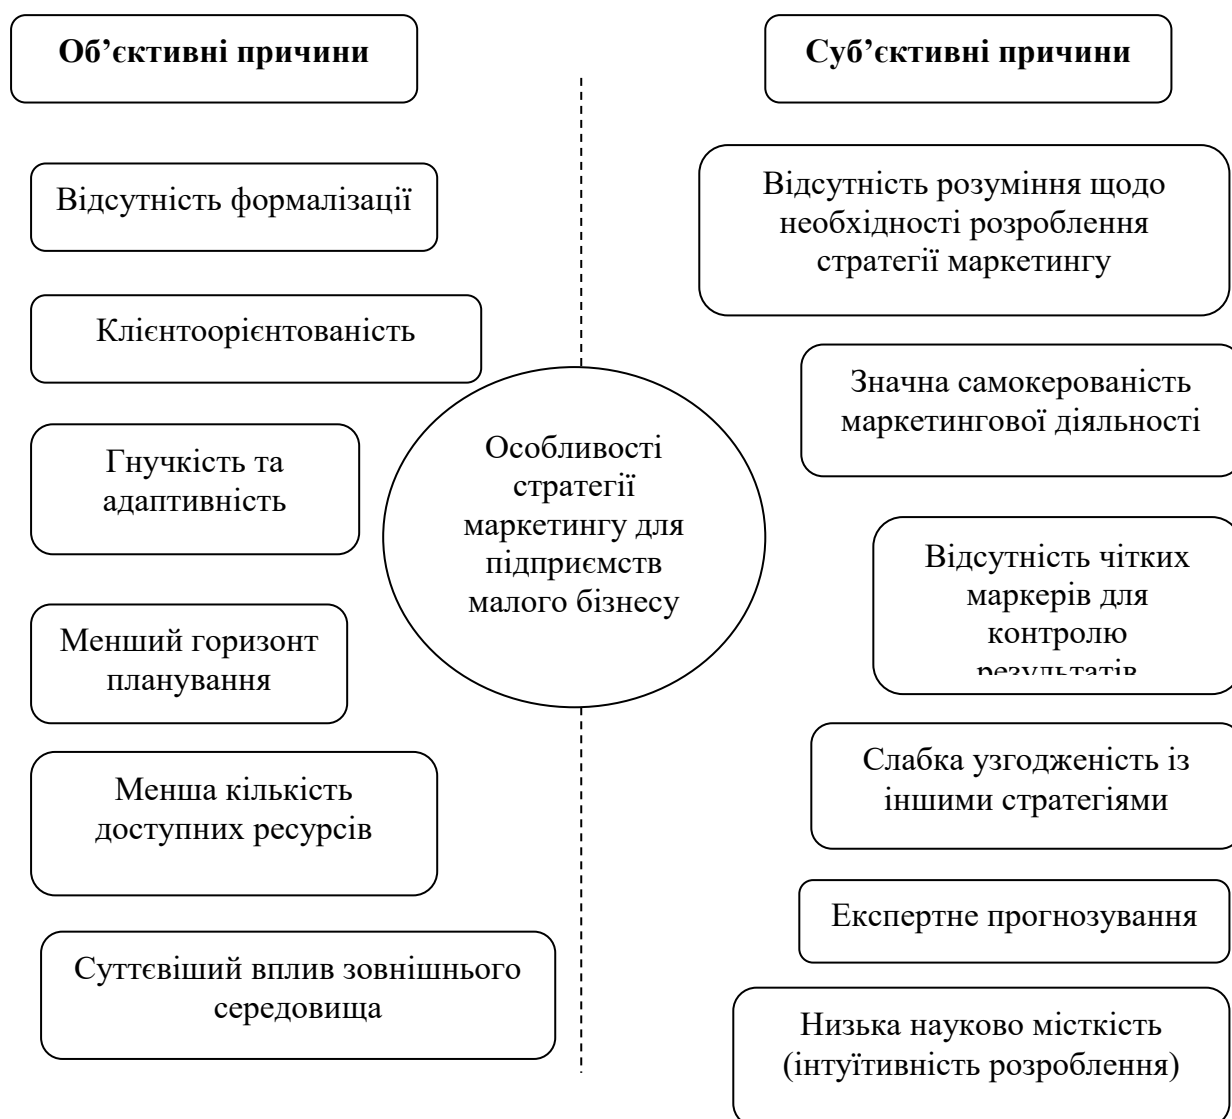 Об’єктивні причини
Суб’єктивні причини
Відсутність формалізації
Клієнтоорієнтованість
Гнучкість та
адаптивність
Менший горизонт
планування
Менша кількість
доступних ресурсів
Суттєвіший вплив зовнішнього
середовища
Особливості
стратегії
маркетингу для
підприємств
малого бізнесу
Відсутність розуміння щодо
необхідності розроблення
стратегії маркетингу
Значна самокерованість
маркетингової діяльності
Відсутність чітких
маркерів для
контролю
результатів
Слабка узгодженість із
іншими стратегіями
Експертне прогнозування
Низька науково місткість
(інтуїтивність розроблення)